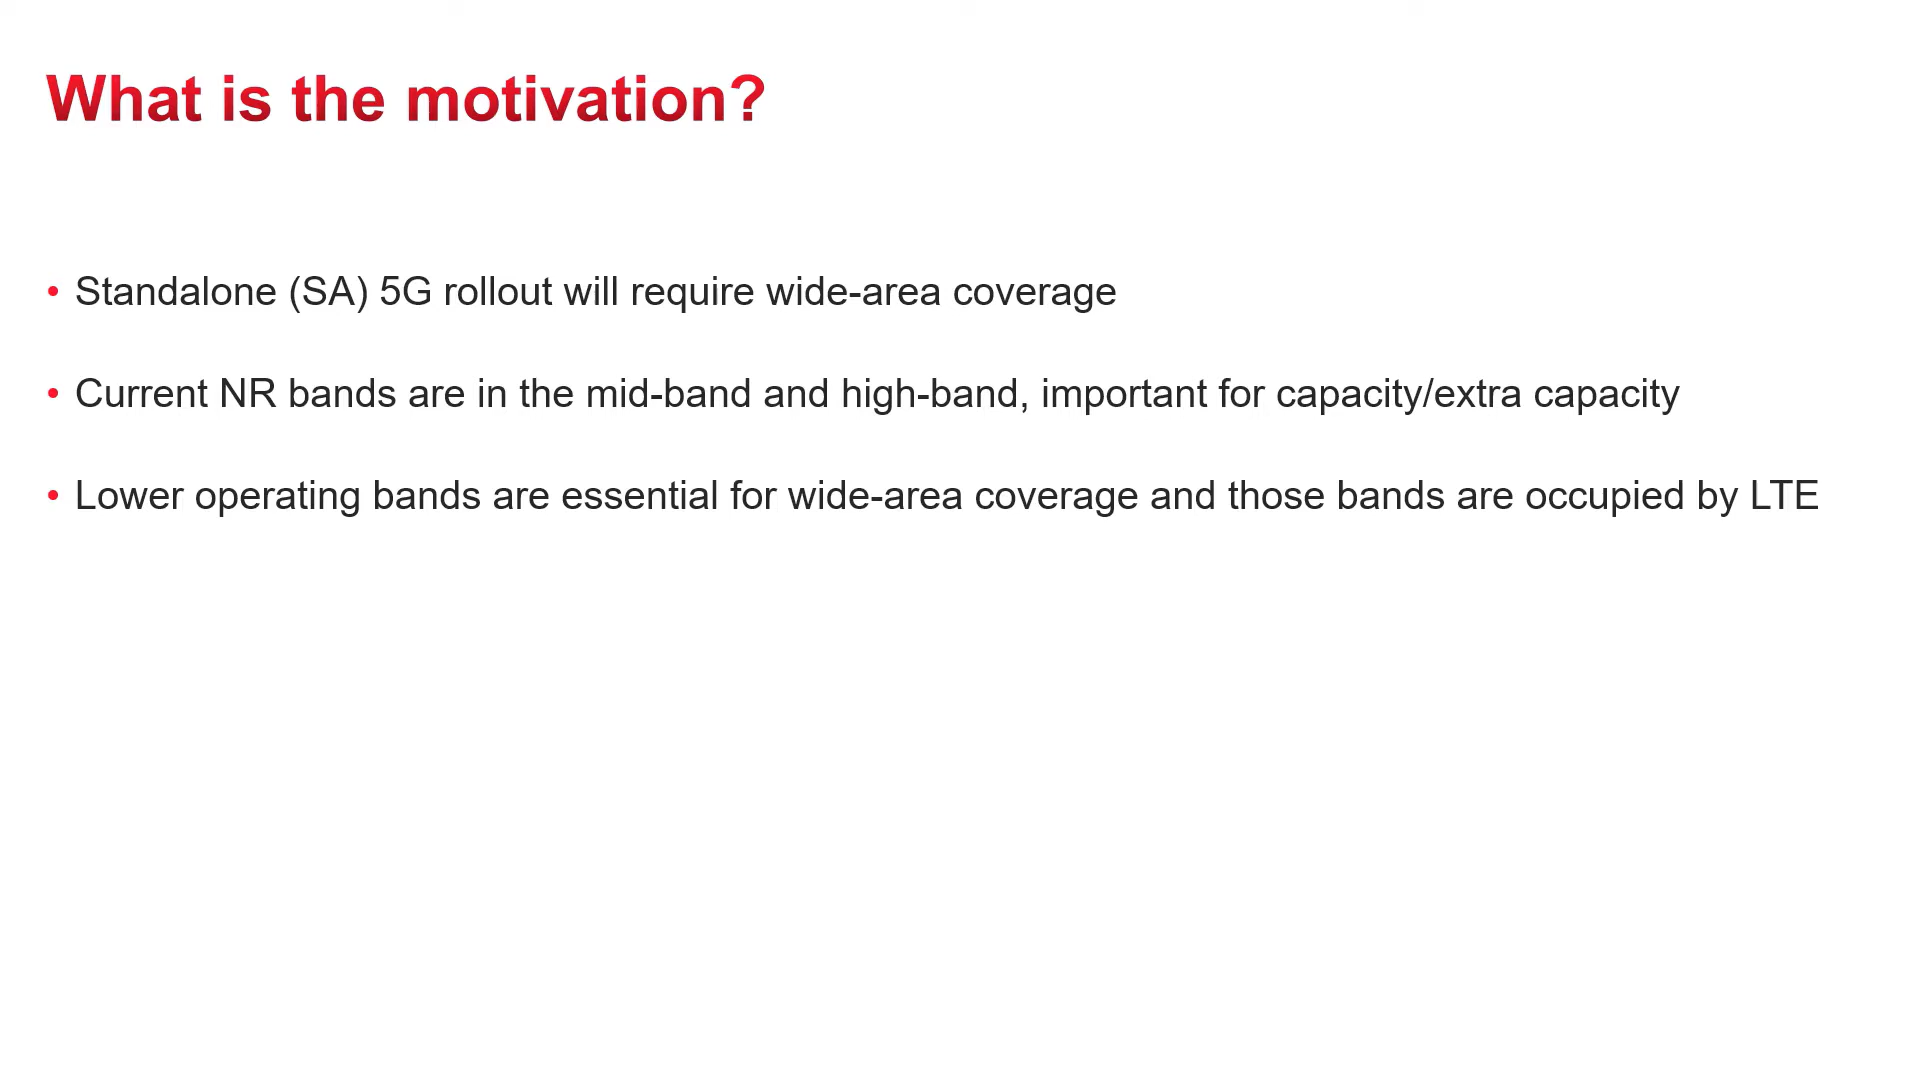 What is the motivation?
• Standalone (SA) 5G rollout will require wide-area coverage
• Current NR bands are in the mid-band and high-band, important for capacity/extra capacity
• Lower operating bands are essential for wide-area coverage and those bands are occupied by LTE